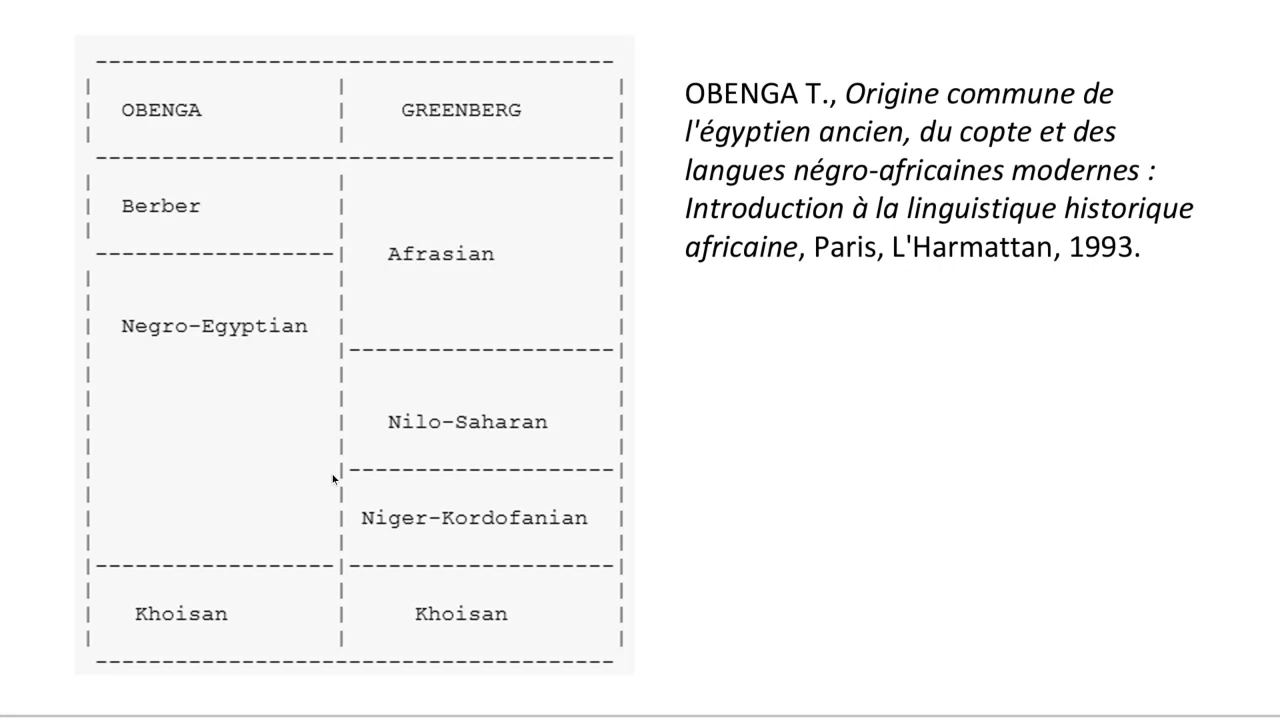 OBENGA
GREENBERG
Berber
Afrasian
Negro-Egyptian
Nilo-Saharan
Niger-Kordofanian
Khoisan
Khoisan
OBENGA T., Origine commune de
l'égyptien ancien, du copte et des
langues négro-africaines modernes :
Introduction à la linguistique historique
africaine, Paris, L'Harmattan, 1993.